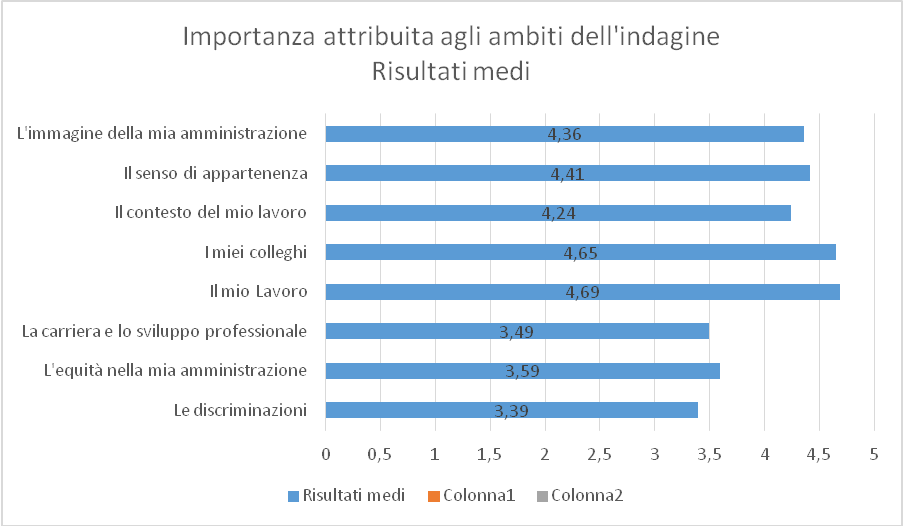 Importanza attribuita agli ambiti dell'indagine
Risultati medi
L'immagine della mia amministrazione 4,36
Il senso di appartenenza 4,41
Il contesto del mio lavoro 4,24
I miei colleghi 4,65
Il mio Lavoro 4,69
La carriera e lo sviluppo professionale 3,49
L'equità nella mia amministrazione 3,59
Le discriminazioni 3,39
0 0,5 1 1,5 2 2,5 3 3,5 4 4,5 5
Risultati medi Colonna1 Colonna2